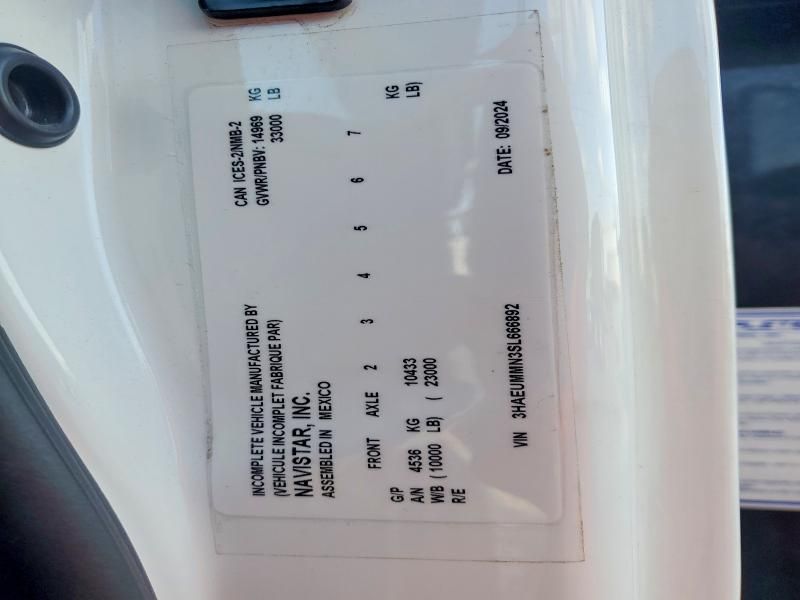 INCOMPLETE VEHICLE MANUFACTURED BY CAN ICES-2/NMB-2
(VEHICULE INCOMPLET FABRIQUE PAR) GVWR/PNBV: 14969 KG
NAVISTAR, INC. 33000 LB
ASSEMBLED IN MEXICO
FRONT AXLE 2 3 4 5 6 7
G/P
A/N 4536 KG 10433 KG
W/B ( 10000 LB) ( 23000 LB)
R/E
VIN 3HAEUMMN3SL666892 DATE: 09/2024